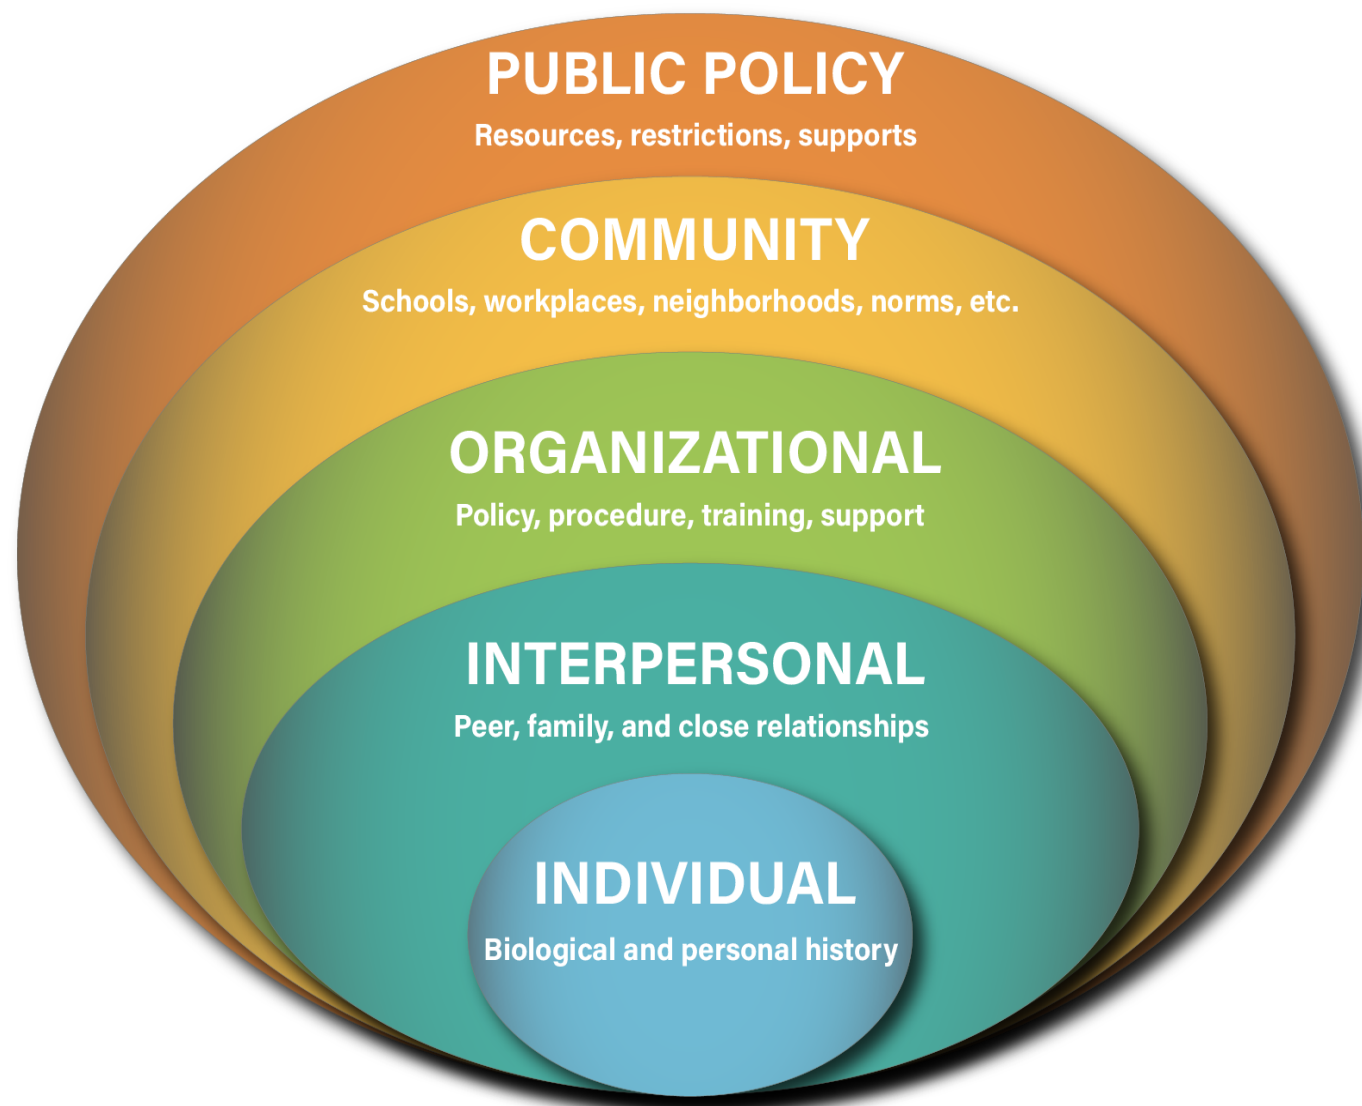 PUBLIC POLICY
Resources, restrictions, supports
COMMUNITY
Schools, workplaces, neighborhoods, norms, etc.
ORGANIZATIONAL
Policy, procedure, training, support
INTERPERSONAL
Peer, family, and close relationships
INDIVIDUAL
Biological and personal history